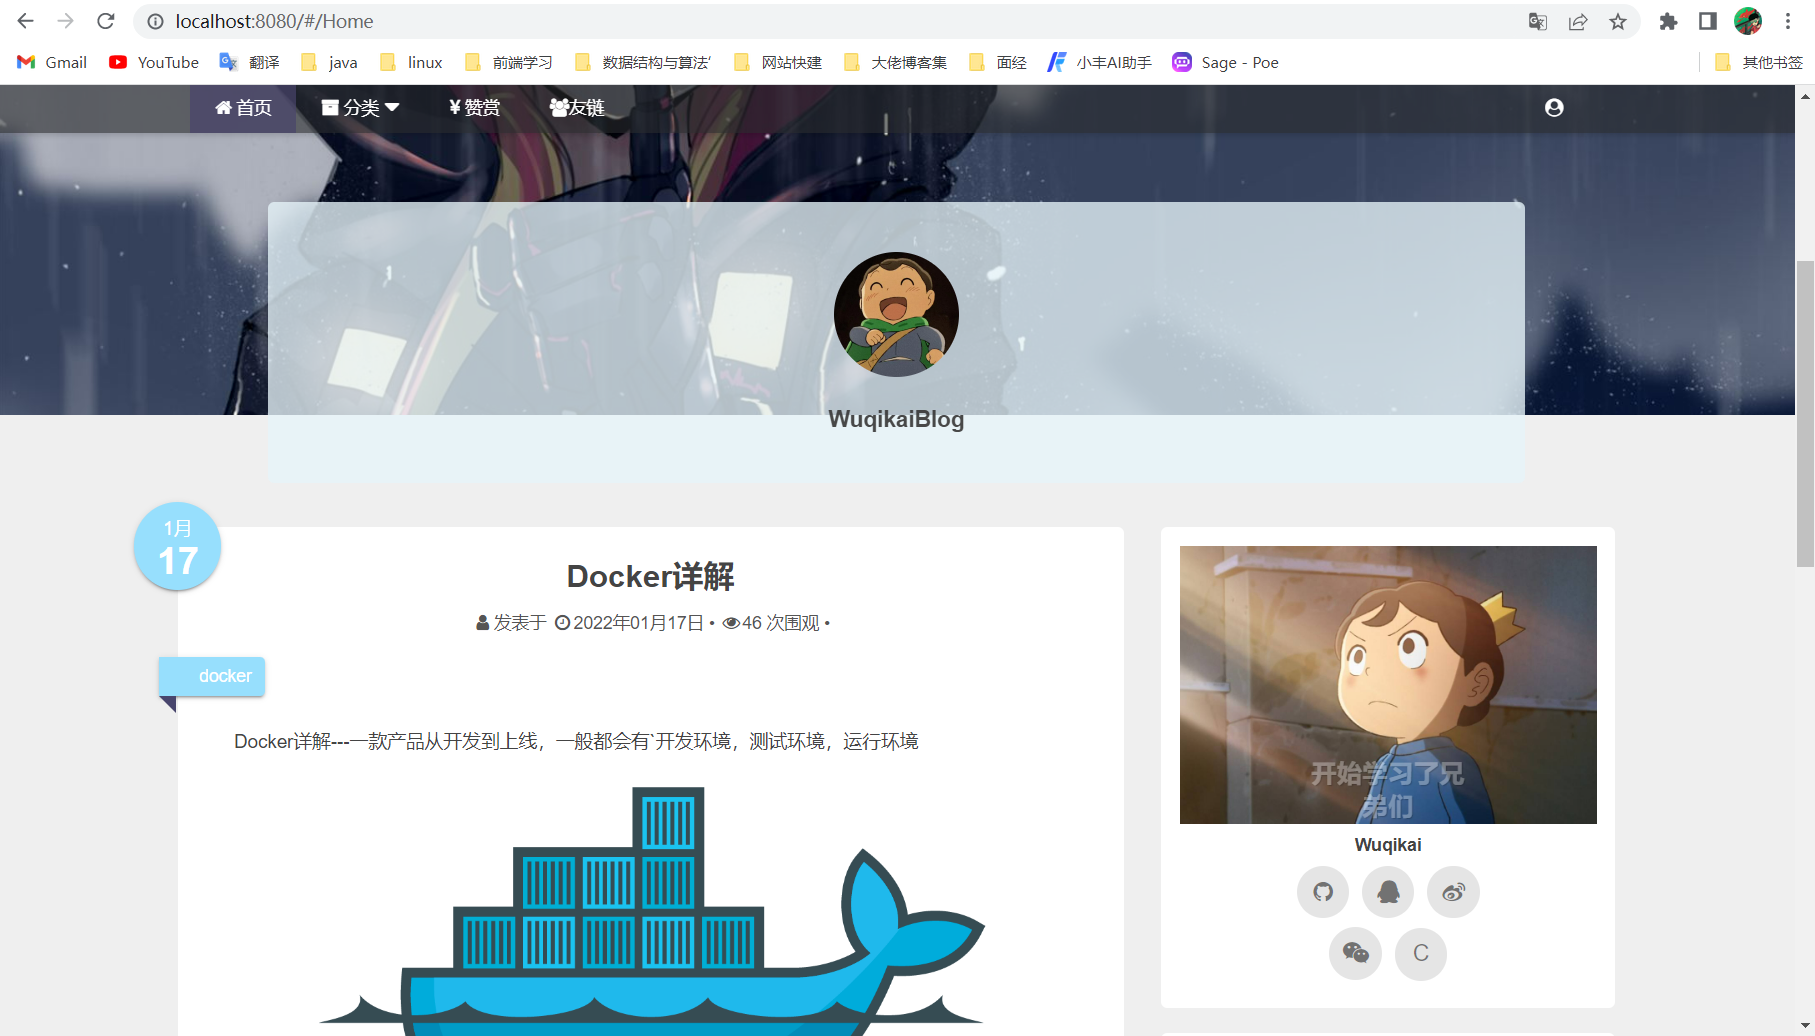 localhost:8080/#/Home
Gmail YouTube 翻译 java linux 前端学习 数据结构与算法' 网站快建 大佬博客集 面经 小丰AI助手 Sage - Poe 其他书签
首页 分类 ¥ 赞赏 友链
WuqikaiBlog
1月
17
Docker详解
发表于 2022年01月17日 • 46 次围观 •
docker
Docker详解---一款产品从开发到上线，一般都会有`开发环境，测试环境，运行环境
开始学习了兄
弟们
Wuqikai
C